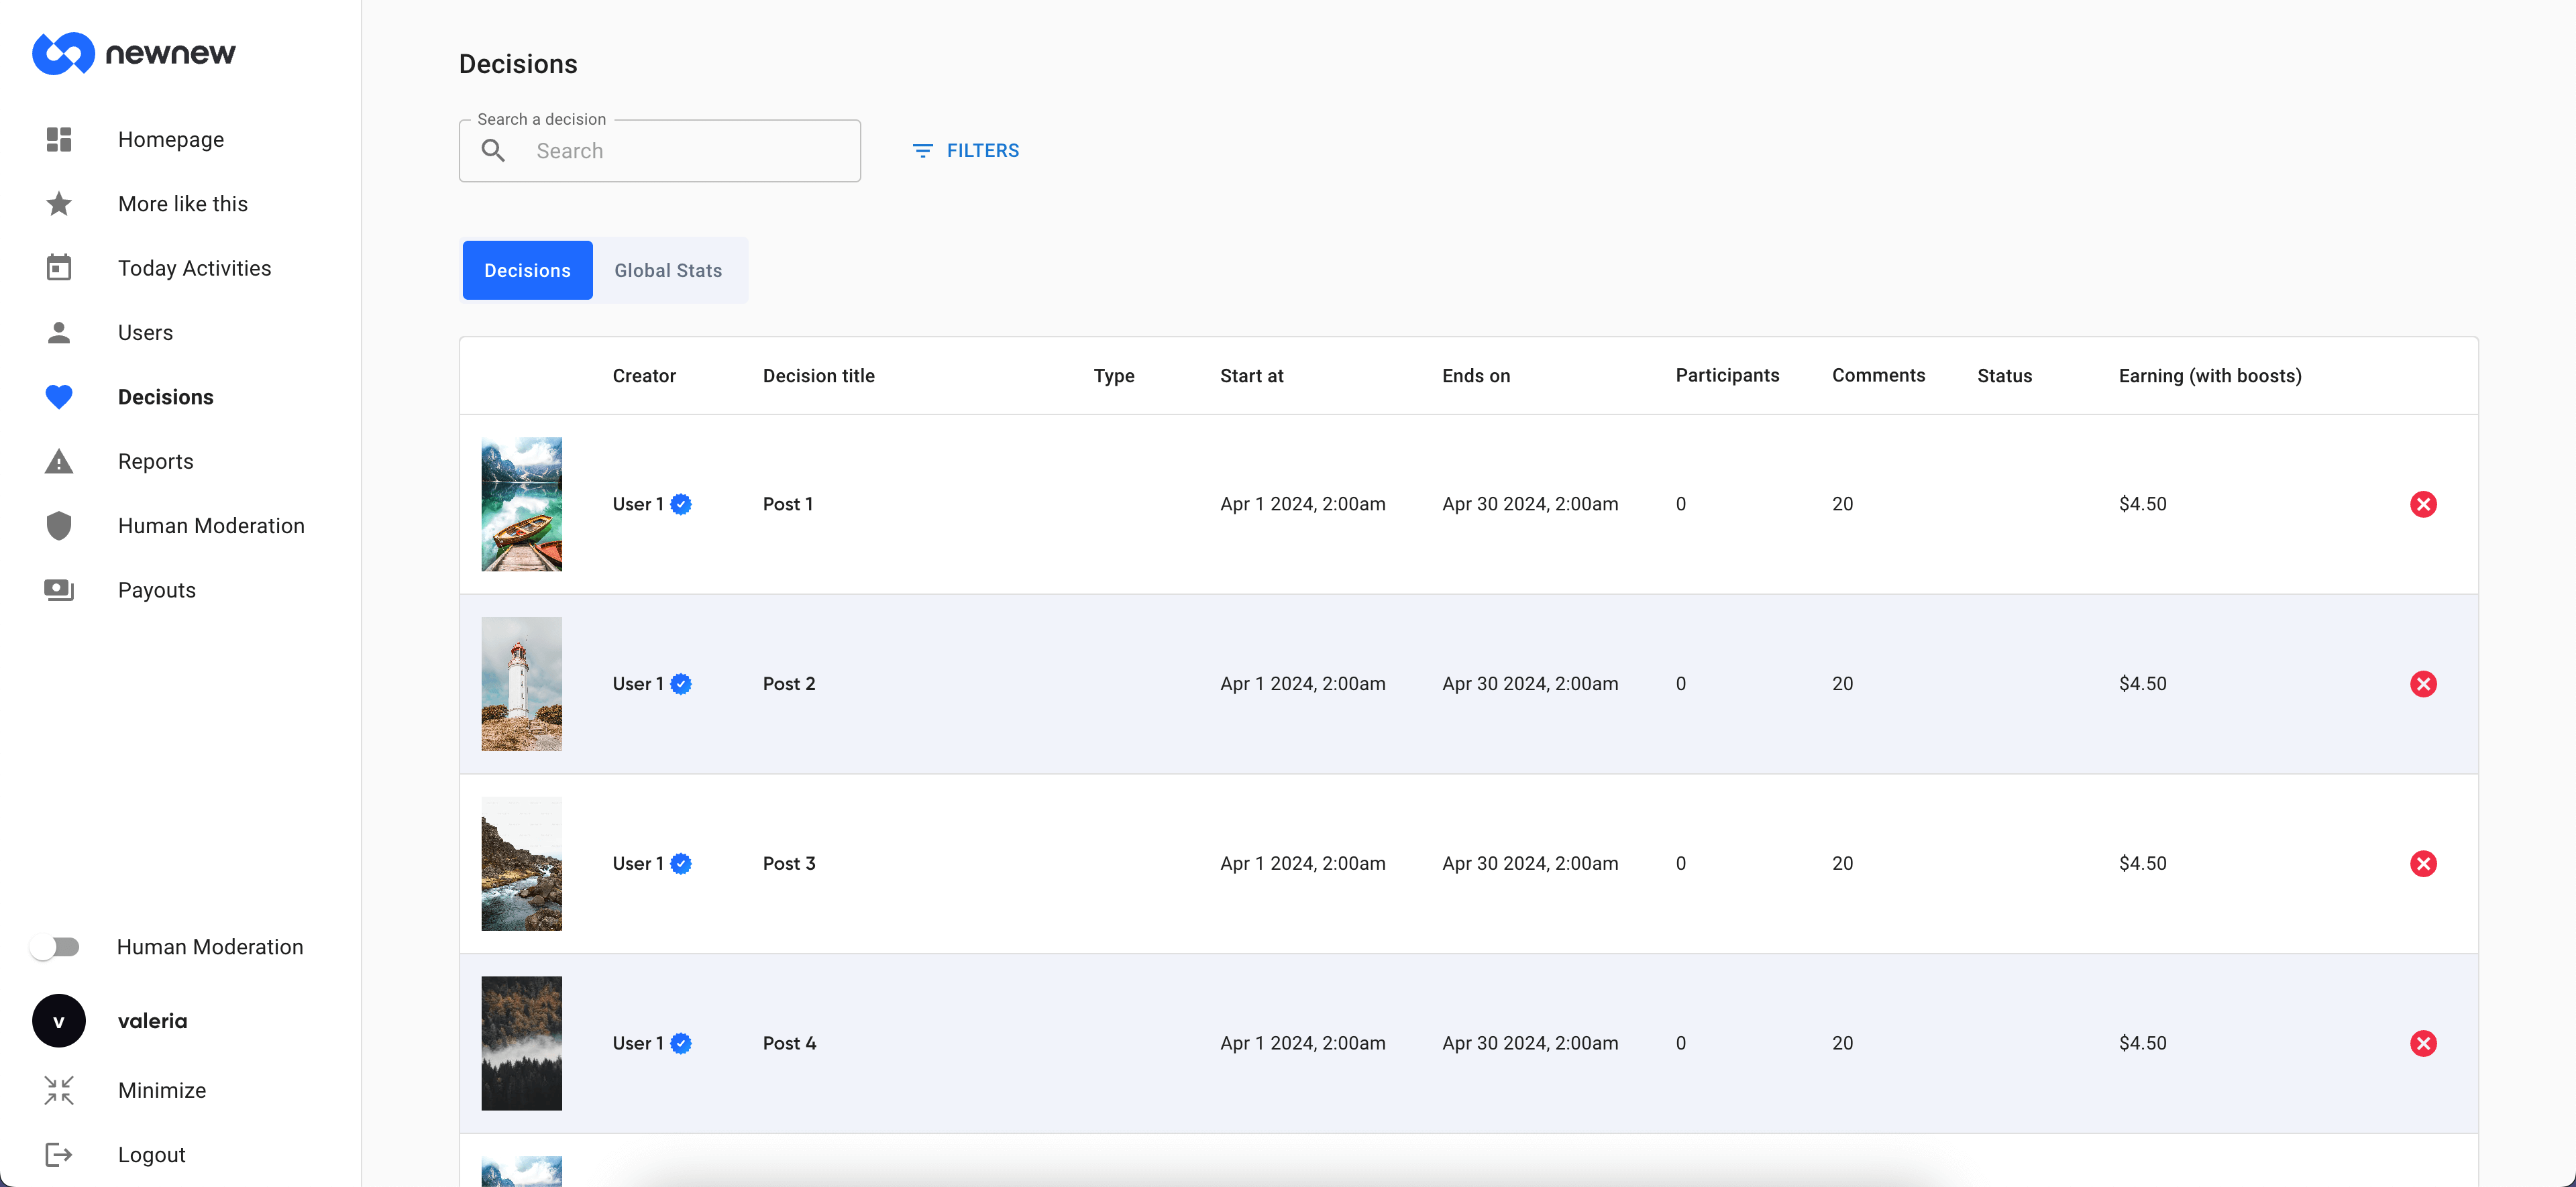 newnew
Homepage
More like this
Today Activities
Users
Decisions
Reports
Human Moderation
Payouts
Human Moderation
v
valeria
Minimize
Logout
Decisions
Search a decision
Search
FILTERS
Decisions Global Stats
Creator Decision title Type Start at Ends on Participants Comments Status Earning (with boosts)
User 1 Post 1 Apr 1 2024, 2:00am Apr 30 2024, 2:00am 0 20 $4.50
User 1 Post 2 Apr 1 2024, 2:00am Apr 30 2024, 2:00am 0 20 $4.50
User 1 Post 3 Apr 1 2024, 2:00am Apr 30 2024, 2:00am 0 20 $4.50
User 1 Post 4 Apr 1 2024, 2:00am Apr 30 2024, 2:00am 0 20 $4.50